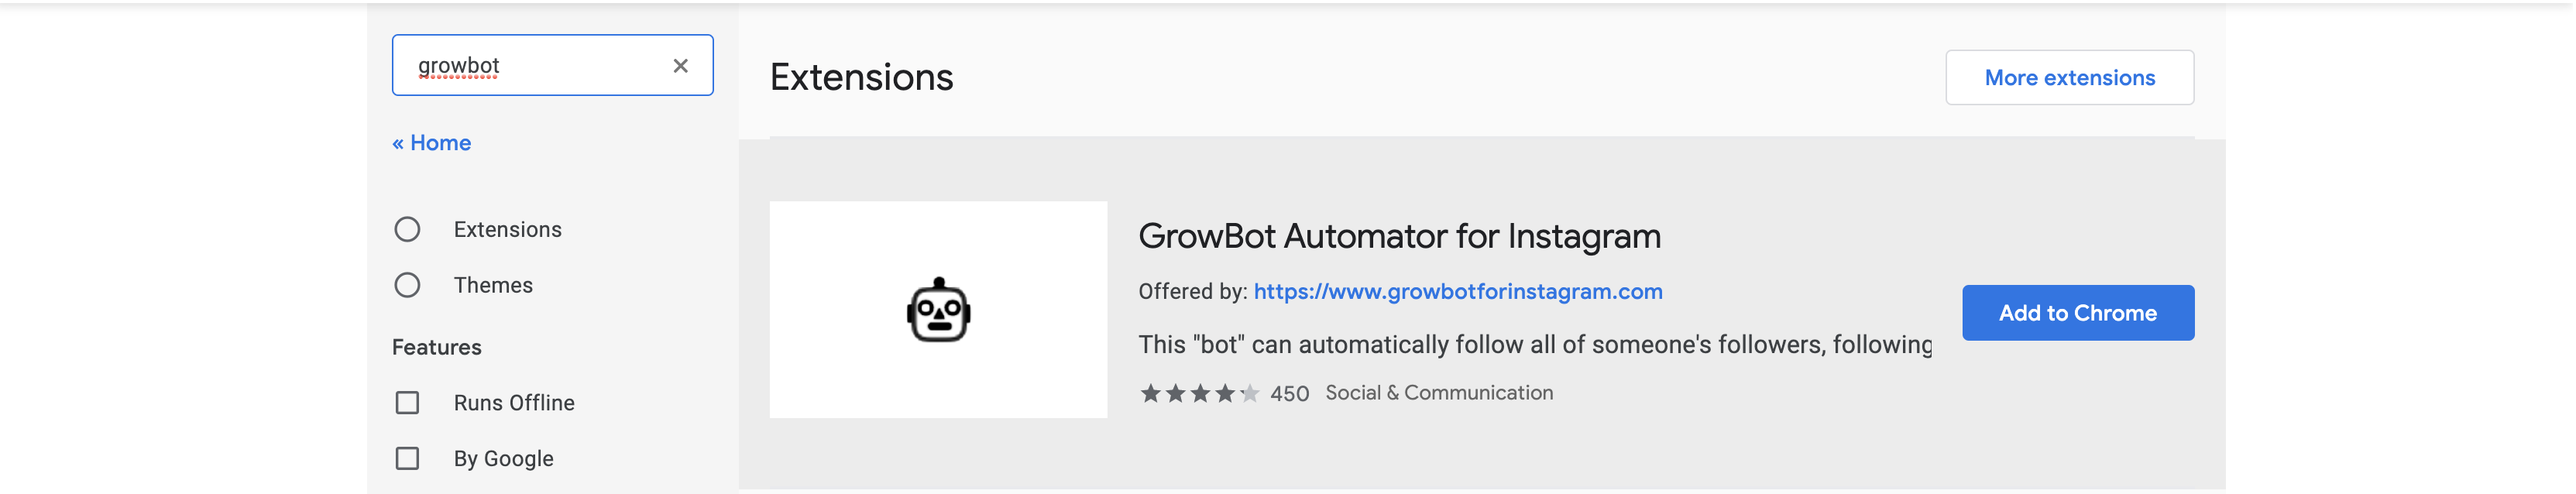 growbot
« Home
Extensions
Themes
Features
Runs Offline
By Google
Extensions
More extensions
GrowBot Automator for Instagram
Offered by: https://www.growbotforinstagram.com
This "bot" can automatically follow all of someone's followers, following
450 Social & Communication
Add to Chrome